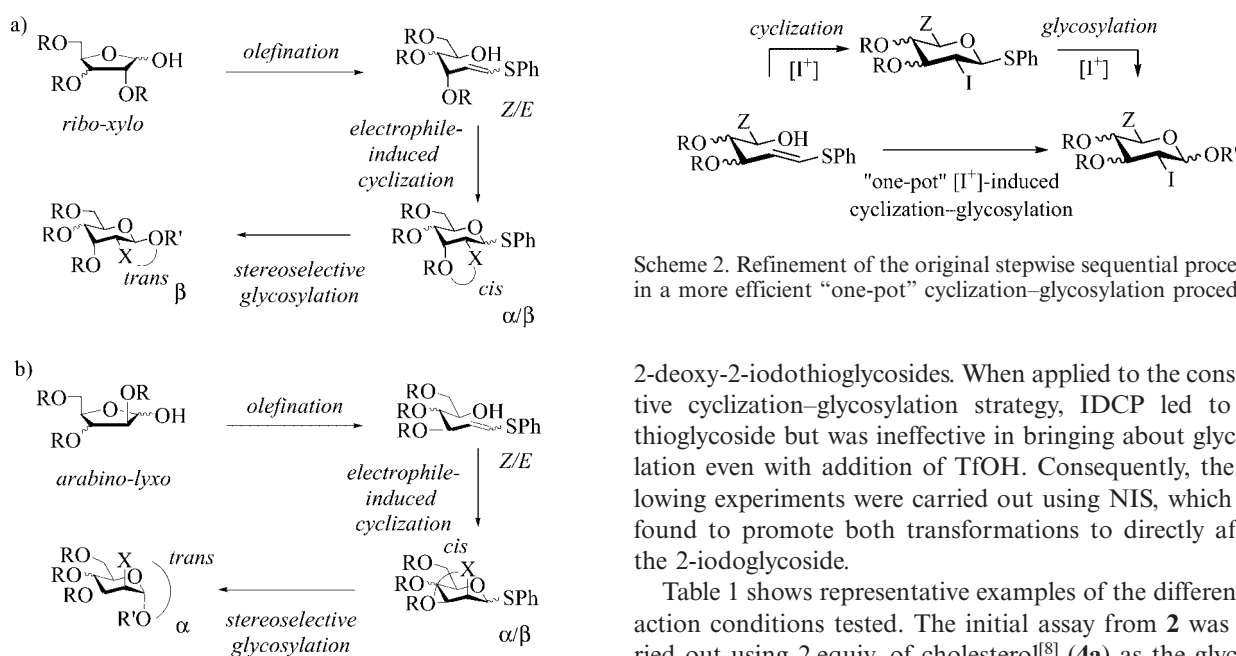 a)
RO
O
OH
RO
OR
ribo-xylo
olefination
RO
OH
RO
SPh
OR
Z/E
electrophile-
induced
cyclization
RO
O
RO
SPh
X
RO
cis
α/β
stereoselective
glycosylation
RO
O
RO
OR'
X
RO
trans
β
b)
RO
OR
O
OH
RO
arabino-lyxo
olefination
RO
OH
RO
RO
SPh
Z/E
electrophile-
induced
cyclization
cis
RO
X
RO
O
RO
SPh
α/β
stereoselective
glycosylation
RO
X
trans
RO
O
RO
R'O
α
cyclization
[I⁺]
Z
O
RO
RO
SPh
I
glycosylation
[I⁺]
Z
OH
RO
RO
SPh
"one-pot" [I⁺]-induced
cyclization–glycosylation
Z
O
RO
RO
OR'
I
Scheme 2. Refinement of the original stepwise sequential proce
in a more efficient “one-pot” cyclization–glycosylation proced
2-deoxy-2-iodothioglycosides. When applied to the cons
tive cyclization–glycosylation strategy, IDCP led to
thioglycoside but was ineffective in bringing about glyc
lation even with addition of TfOH. Consequently, the
lowing experiments were carried out using NIS, which
found to promote both transformations to directly af
the 2-iodoglycoside.
Table 1 shows representative examples of the differen
action conditions tested. The initial assay from 2 was
ried out using 2 equiv. of cholesterol[8] (4a) as the glyc